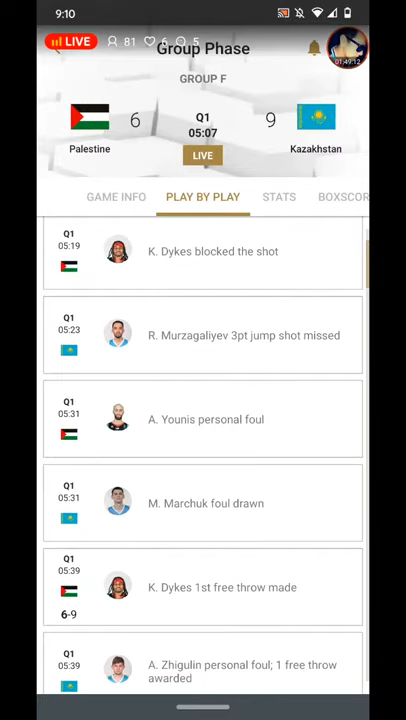 9:10
LIVE 81 6 5
Group Phase
01:49:12
GROUP F
6 Q1 9
05:07
Palestine LIVE Kazakhstan
GAME INFO PLAY BY PLAY STATS BOXSCOR
Q1
05:19
K. Dykes blocked the shot
Q1
05:23
R. Murzagaliyev 3pt jump shot missed
Q1
05:31
A. Younis personal foul
Q1
05:31
M. Marchuk foul drawn
Q1
05:39
K. Dykes 1st free throw made
6-9
Q1
05:39
A. Zhigulin personal foul; 1 free throw
awarded